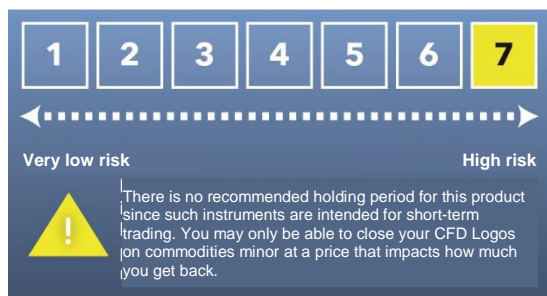 1 2 3 4 5 6 7
Very low risk High risk
!
There is no recommended holding period for this product
since such instruments are intended for short-term
trading. You may only be able to close your CFD Logos
on commodities minor at a price that impacts how much
you get back.